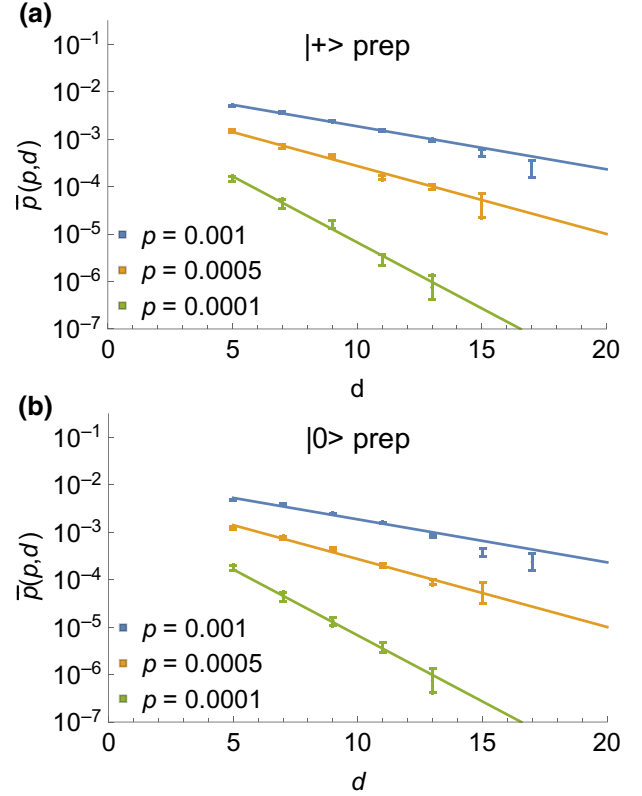 (a)
|+> prep
10⁻¹
10⁻²
10⁻³
10⁻⁴
10⁻⁵
10⁻⁶
10⁻⁷
p̅(p,d)
p = 0.001
p = 0.0005
p = 0.0001
0 5 10 15 20
d
(b)
|0> prep
10⁻¹
10⁻²
10⁻³
10⁻⁴
10⁻⁵
10⁻⁶
10⁻⁷
p̅(p,d)
p = 0.001
p = 0.0005
p = 0.0001
0 5 10 15 20
d